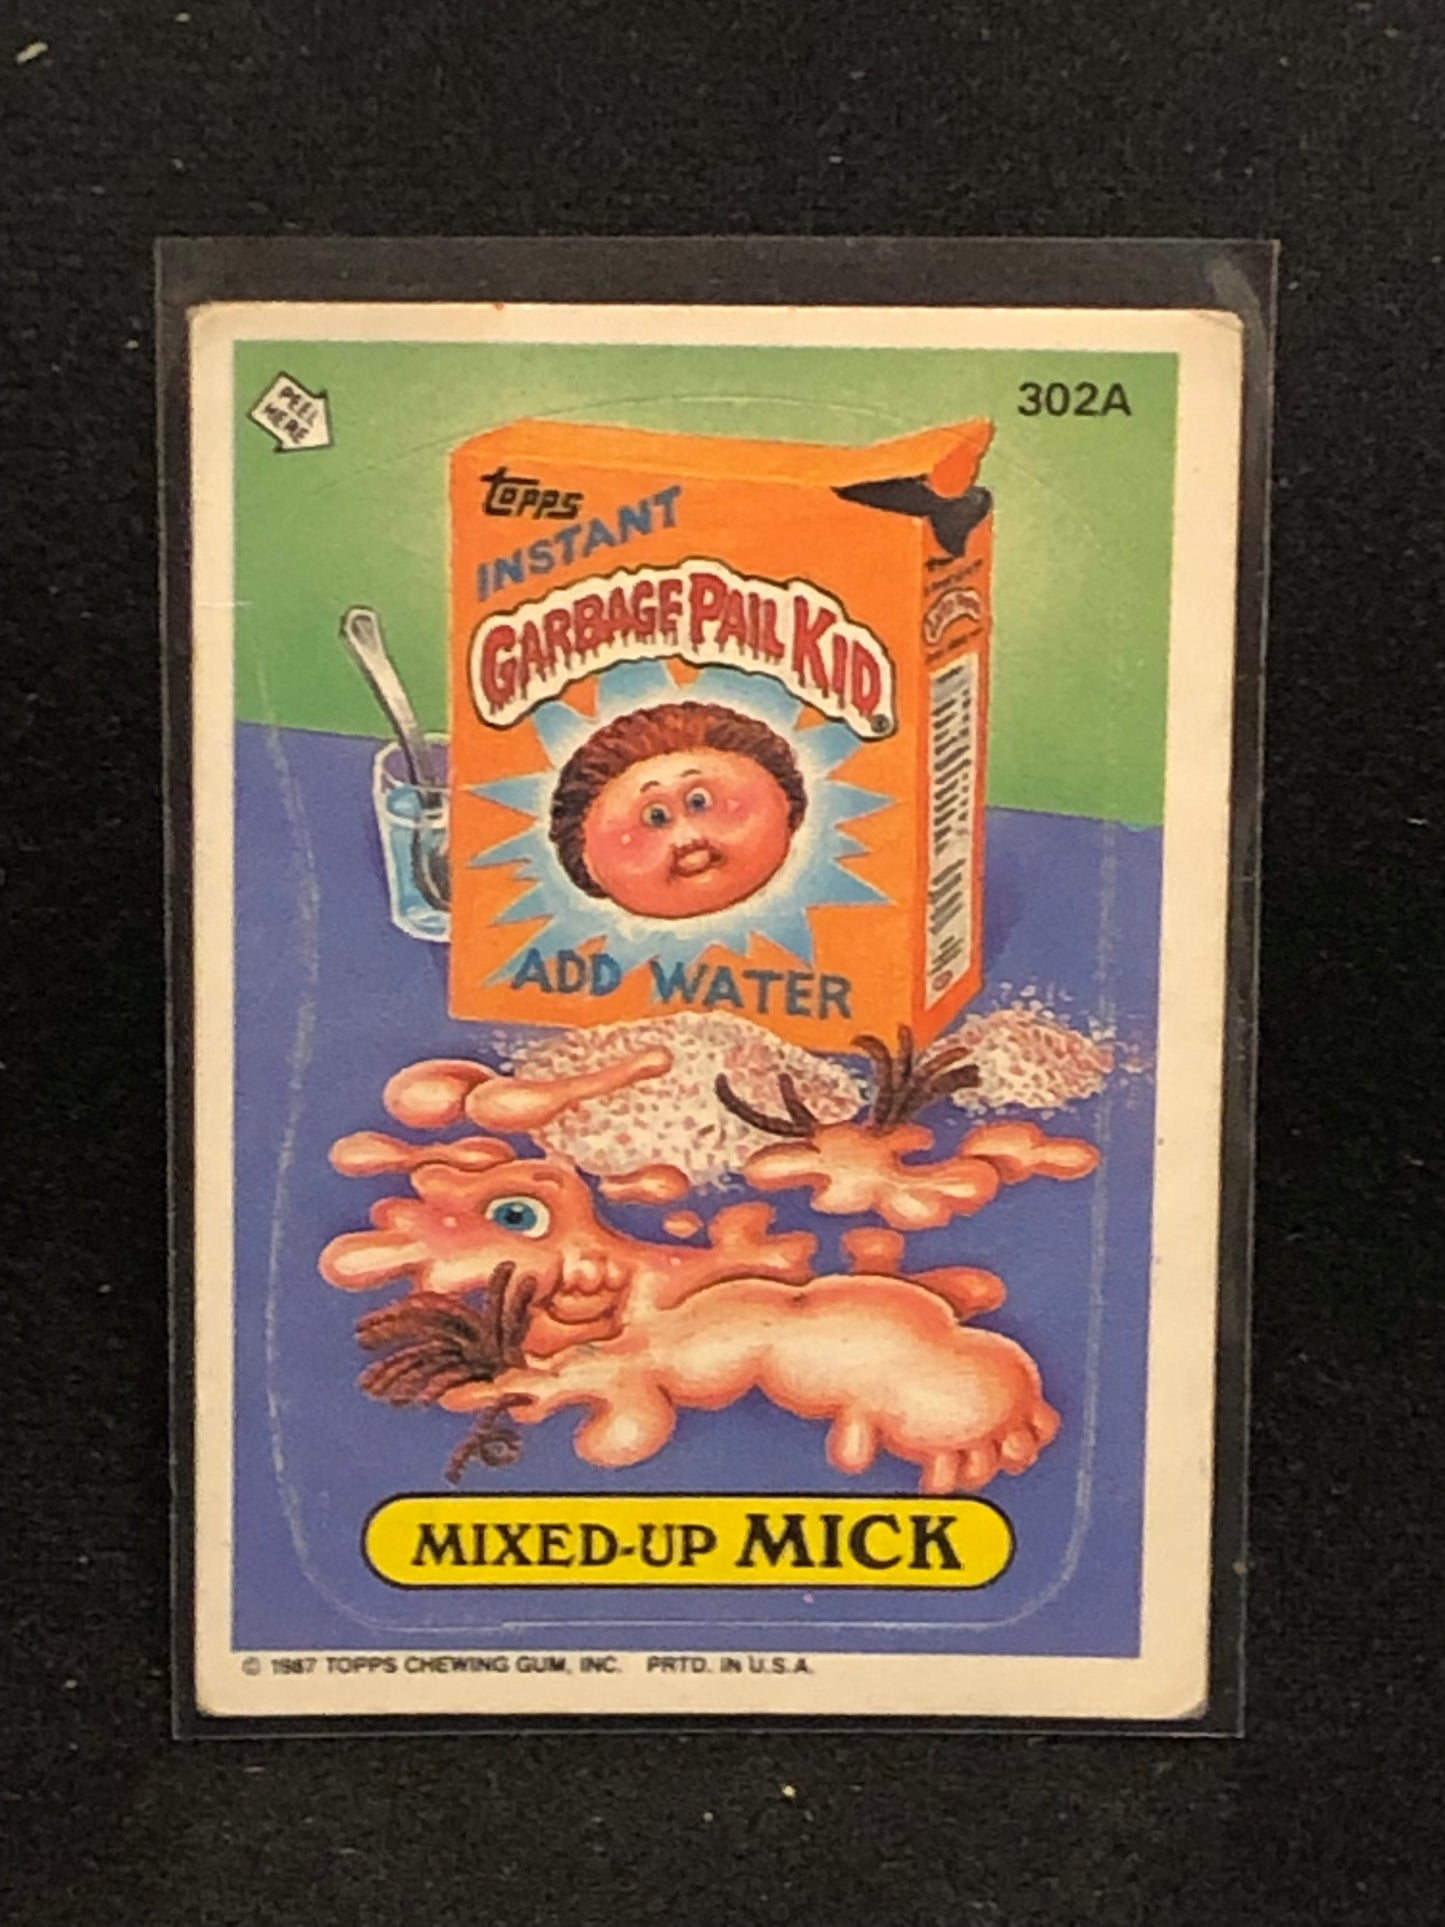 PEEL
HERE
302A
TOPPS
INSTANT
GARBAGE PAIL KID
®
ADD WATER
MIXED-UP MICK
© 1987 TOPPS CHEWING GUM, INC. PRTD. IN U.S.A.